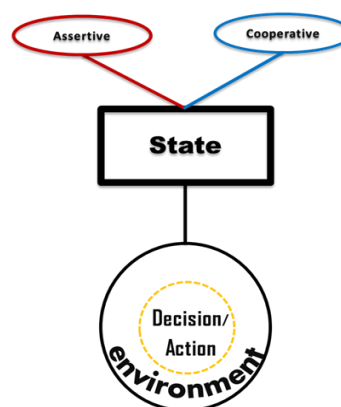 Assertive
Cooperative
State
Decision/
Action
environment